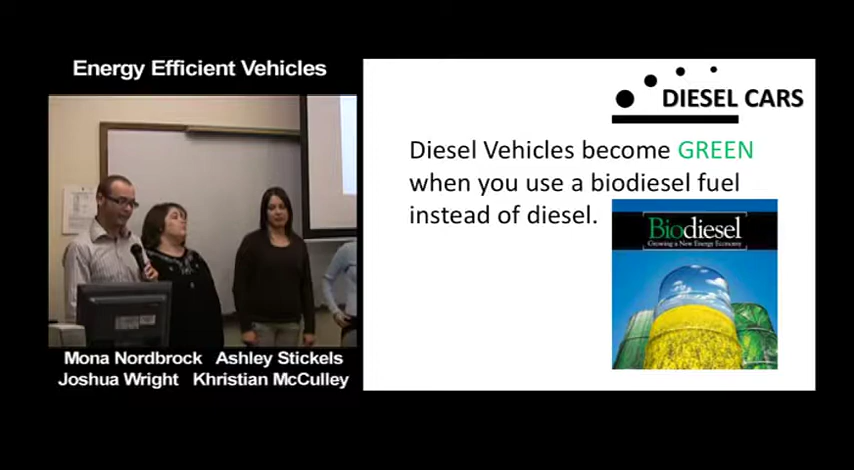 Energy Efficient Vehicles
Mona Nordbrock Ashley Stickels
Joshua Wright Khristian McCulley
DIESEL CARS
Diesel Vehicles become GREEN
when you use a biodiesel fuel
instead of diesel.
Biodiesel
Growing a New Energy Economy